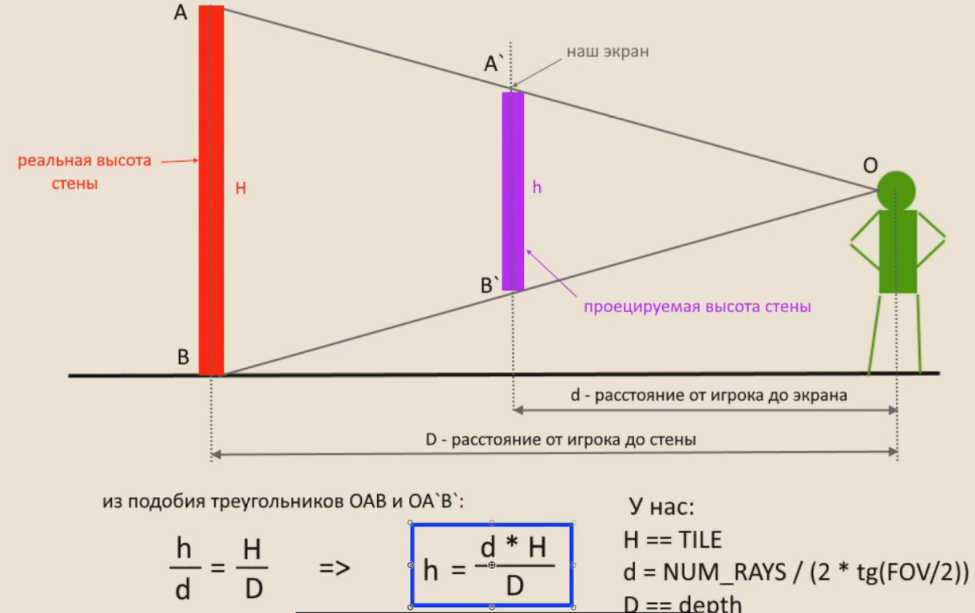 A
наш экран
A`
O
реальная высота
стены
H
h
B`
проецируемая высота стены
B
d - расстояние от игрока до экрана
D - расстояние от игрока до стены
из подобия треугольников OAB и OA`B`:
У нас:
h / d = H / D => h = d * H / D
H == TILE
d = NUM_RAYS / (2 * tg(FOV/2))
D == depth